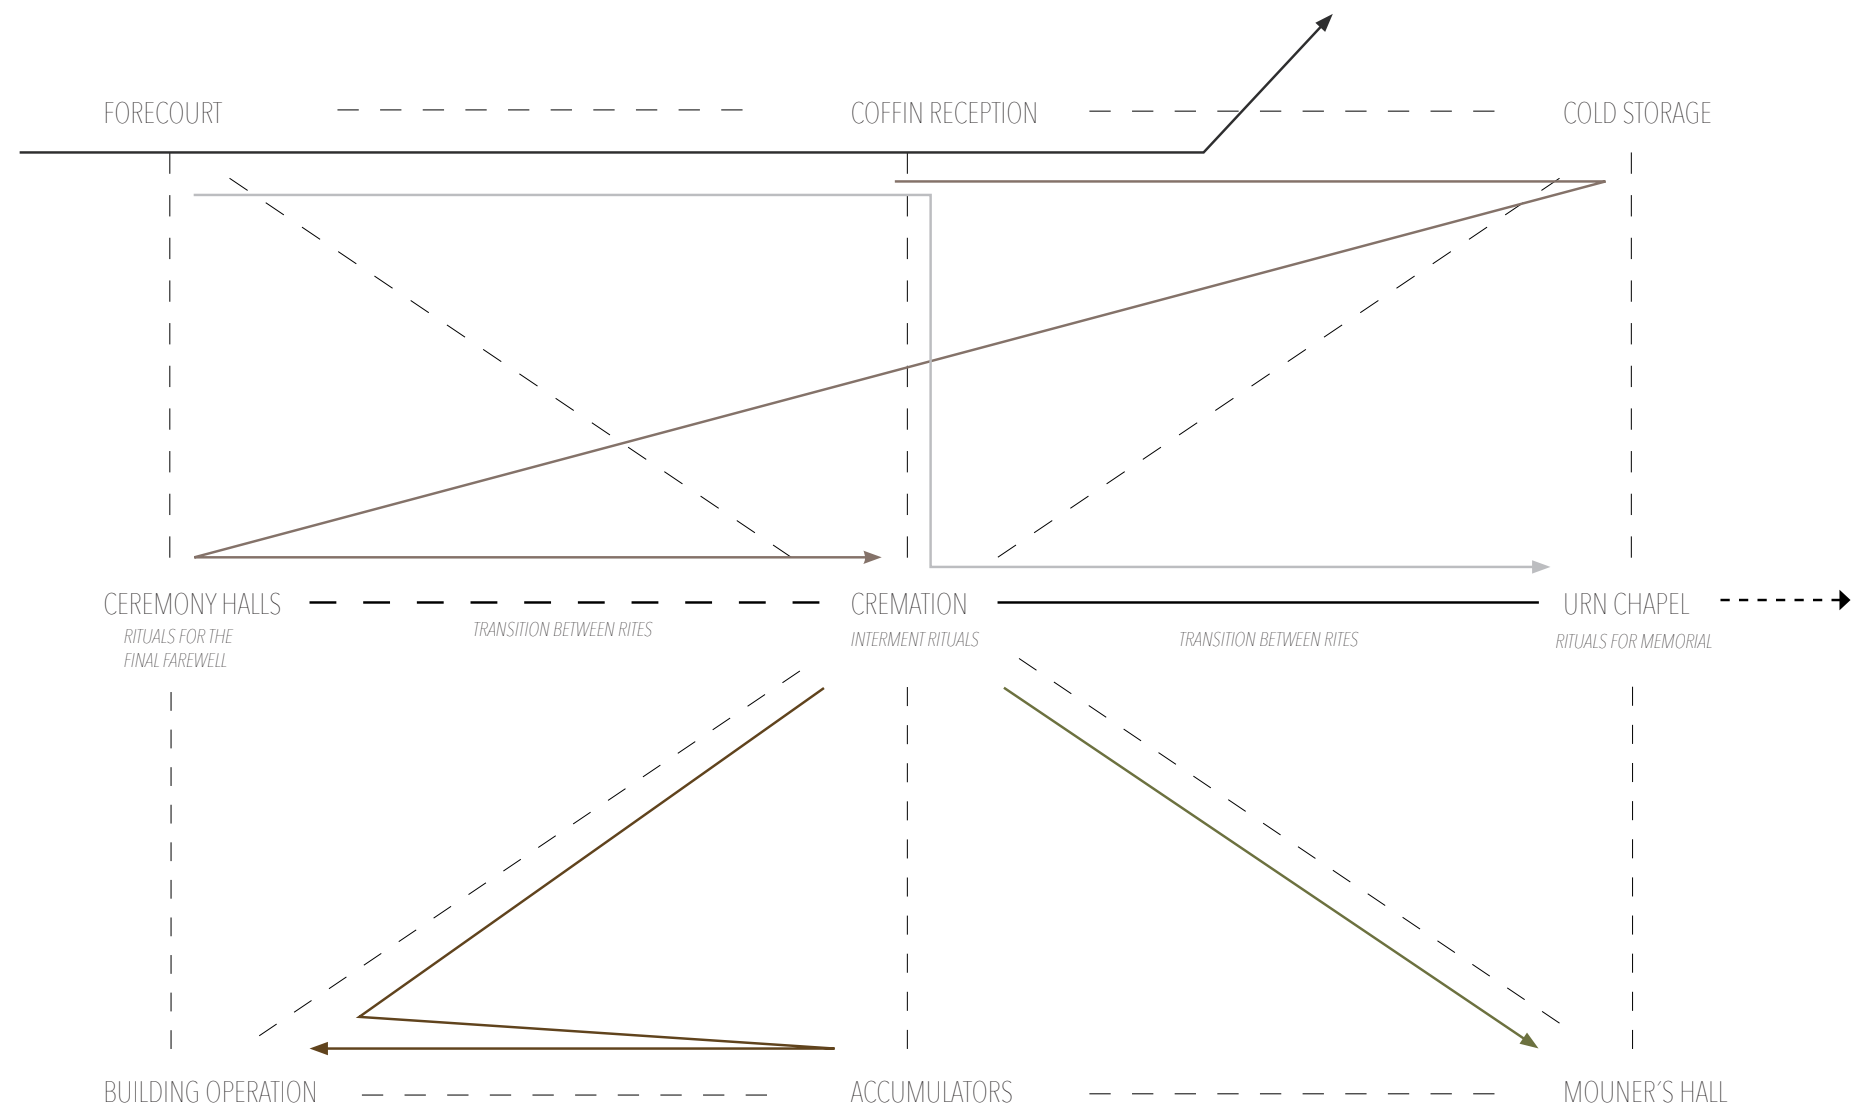 FORECOURT
COFFIN RECEPTION
COLD STORAGE
CEREMONY HALLS
RITUALS FOR THE
FINAL FAREWELL
TRANSITION BETWEEN RITES
CREMATION
INTERMENT RITUALS
TRANSITION BETWEEN RITES
URN CHAPEL
RITUALS FOR MEMORIAL
BUILDING OPERATION
ACCUMULATORS
MOUNER´S HALL